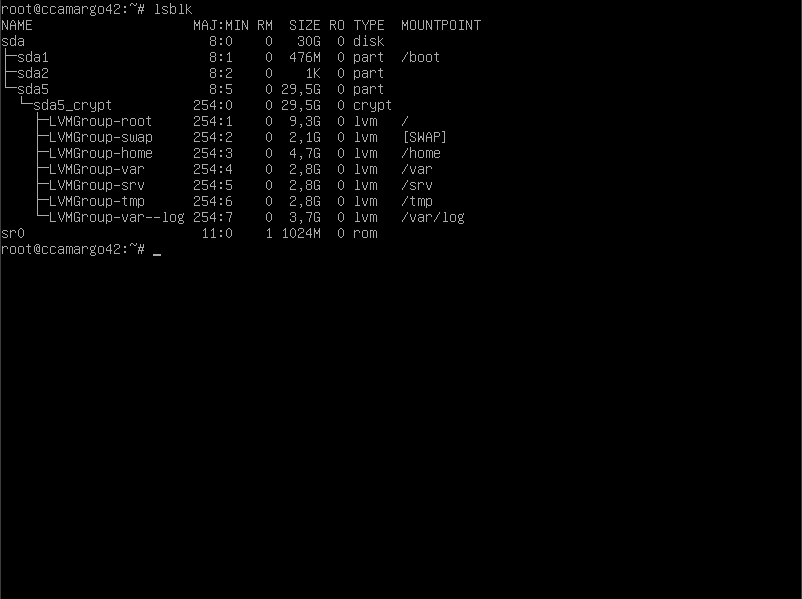 root@ccamargo42:~# lsblk
NAME                    MAJ:MIN RM   SIZE RO TYPE  MOUNTPOINT
sda                       8:0    0    30G  0 disk
├─sda1                    8:1    0   476M  0 part  /boot
├─sda2                    8:2    0     1K  0 part
└─sda5                    8:5    0  29,5G  0 part
  └─sda5_crypt          254:0    0  29,5G  0 crypt
    ├─LVMGroup-root     254:1    0   9,3G  0 lvm   /
    ├─LVMGroup-swap     254:2    0   2,1G  0 lvm   [SWAP]
    ├─LVMGroup-home     254:3    0   4,7G  0 lvm   /home
    ├─LVMGroup-var      254:4    0   2,8G  0 lvm   /var
    ├─LVMGroup-srv      254:5    0   2,8G  0 lvm   /srv
    ├─LVMGroup-tmp      254:6    0   2,8G  0 lvm   /tmp
    └─LVMGroup-var--log 254:7    0   3,7G  0 lvm   /var/log
sr0                      11:0    1  1024M  0 rom
root@ccamargo42:~# _